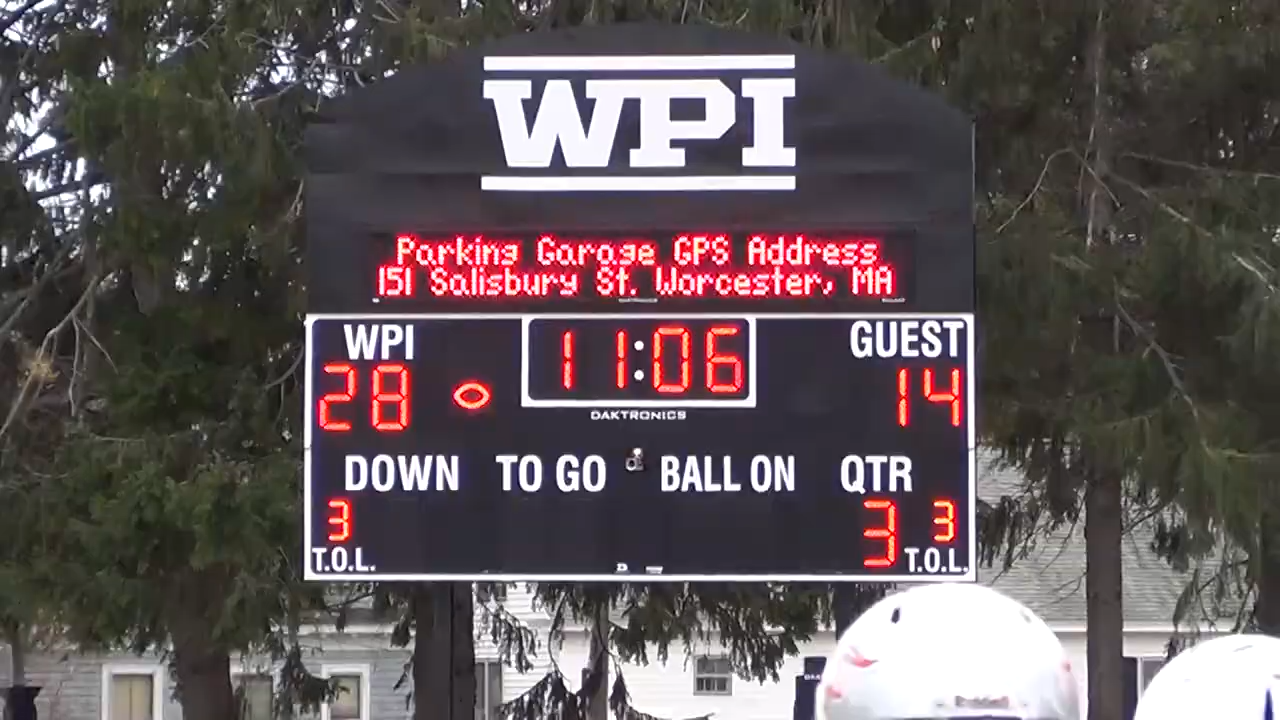 WPI
Parking Garage GPS Address
151 Salisbury St. Worcester, MA
WPI 11:06 GUEST
28 14
DAKTRONICS
DOWN TO GO BALL ON QTR
3 3 3
T.O.L. T.O.L.